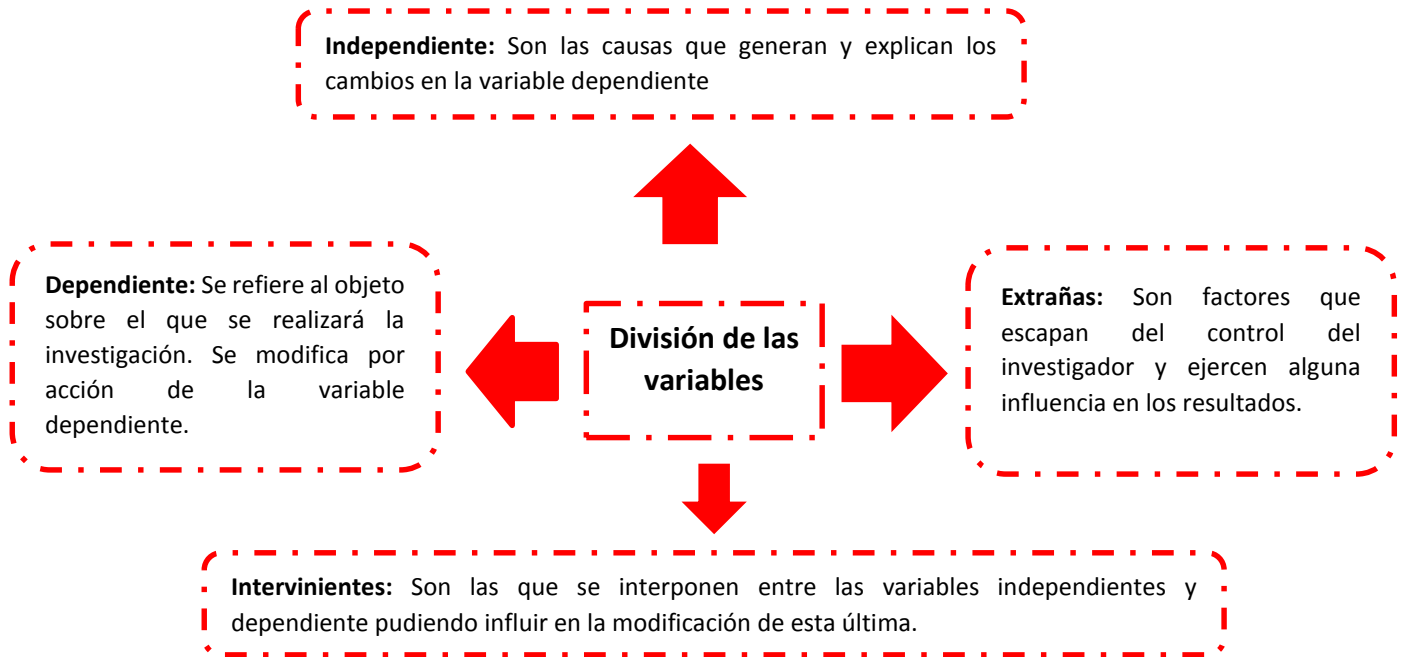 Independiente: Son las causas que generan y explican los
cambios en la variable dependiente
Dependiente: Se refiere al objeto
sobre el que se realizará la
investigación. Se modifica por
acción de la variable
dependiente.
División de las
variables
Extrañas: Son factores que
escapan del control del
investigador y ejercen alguna
influencia en los resultados.
Intervinientes: Son las que se interponen entre las variables independientes y
dependiente pudiendo influir en la modificación de esta última.